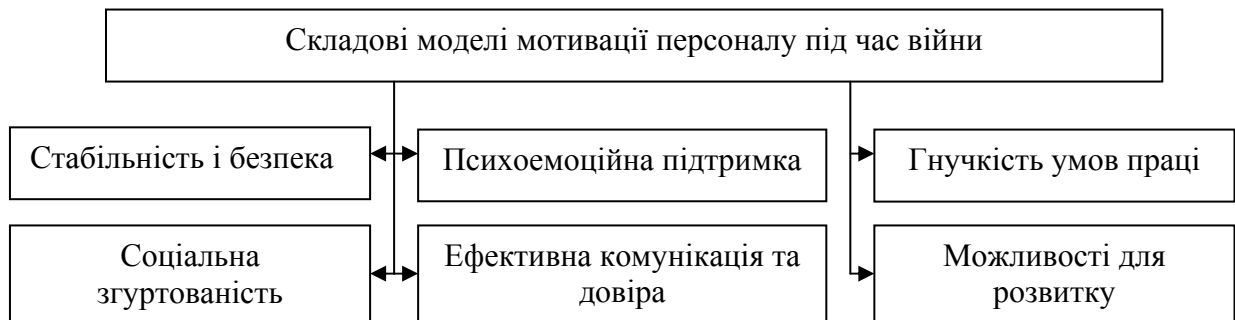 Складові моделі мотивації персоналу під час війни
Стабільність і безпека
Психоемоційна підтримка
Гнучкість умов праці
Соціальна
згуртованість
Ефективна комунікація та
довіра
Можливості для
розвитку